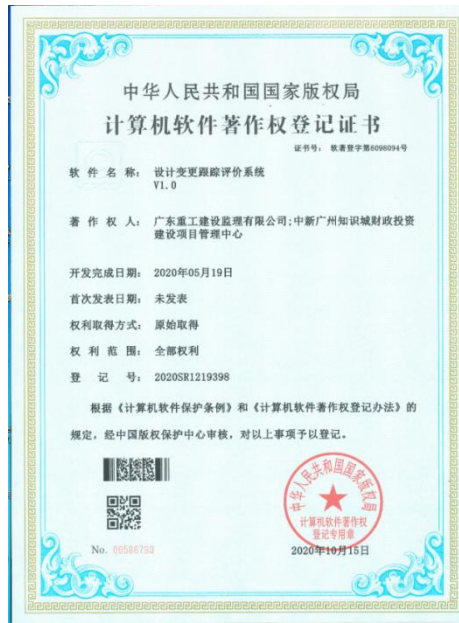 中华人民共和国国家版权局
计算机软件著作权登记证书
证书号： 软著登字第6098094号
软 件 名 称： 设计变更跟踪评价系统
V1.0
著 作 权 人： 广东重工建设监理有限公司;中新广州知识城财政投资
建设项目管理中心
开发完成日期： 2020年05月19日
首次发表日期： 未发表
权利取得方式： 原始取得
权 利 范 围： 全部权利
登 记 号： 2020SR1219398
根据《计算机软件保护条例》和《计算机软件著作权登记办法》的
规定，经中国版权保护中心审核，对以上事项予以登记。
中华人民共和国国家版权局
计算机软件著作权
登记专用章
No.
2020年10月15日